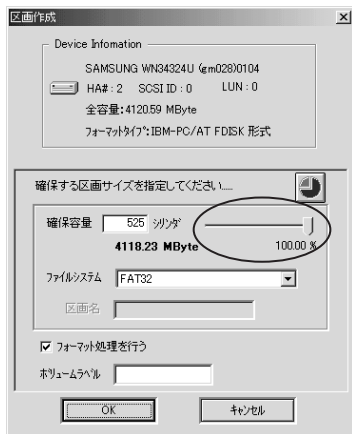 区画作成
Device Infomation
SAMSUNG WN34324U (gm028)0104
HA# : 2 SCSI ID : 0 LUN : 0
全容量:4120.59 MByte
フォーマットタイプ:IBM-PC/AT FDISK 形式
確保する区画サイズを指定してください....
確保容量 525 シリンダ
4118.23 MByte 100.00 %
ファイルシステム FAT32
区画名
フォーマット処理を行う
ボリュームラベル
OK キャンセル